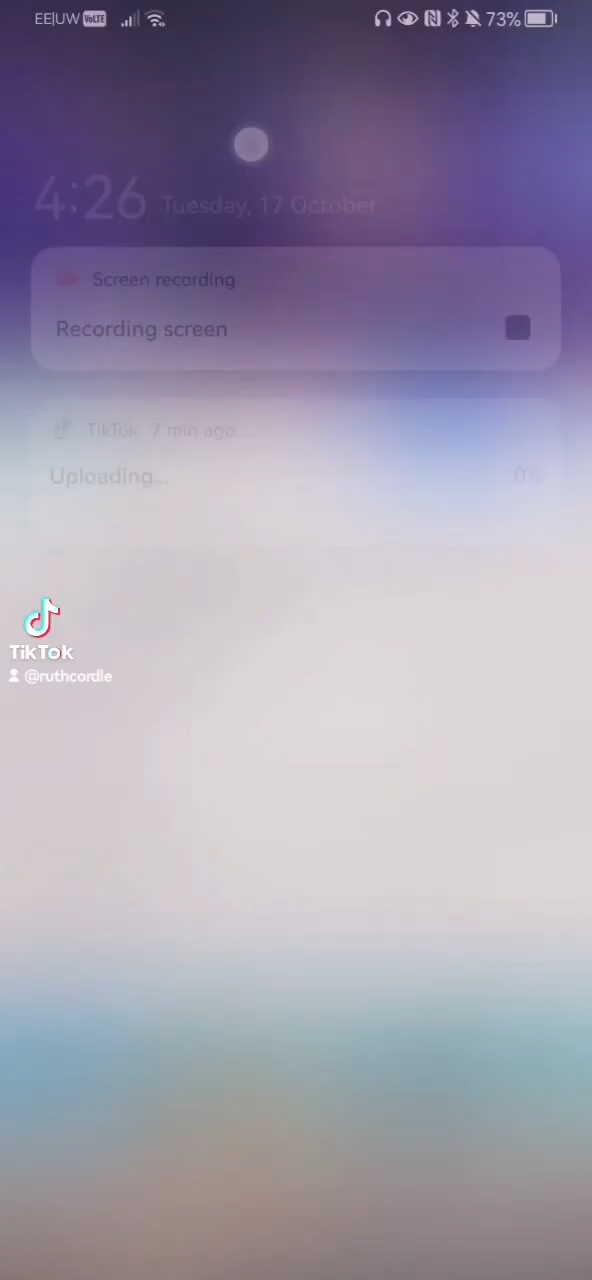 EE|UW VoLTE 73%
4:26 Tuesday, 17 October
Screen recording
Recording screen
TikTok 7 min ago
Uploading... 0%
TikTok
@ruthcordle